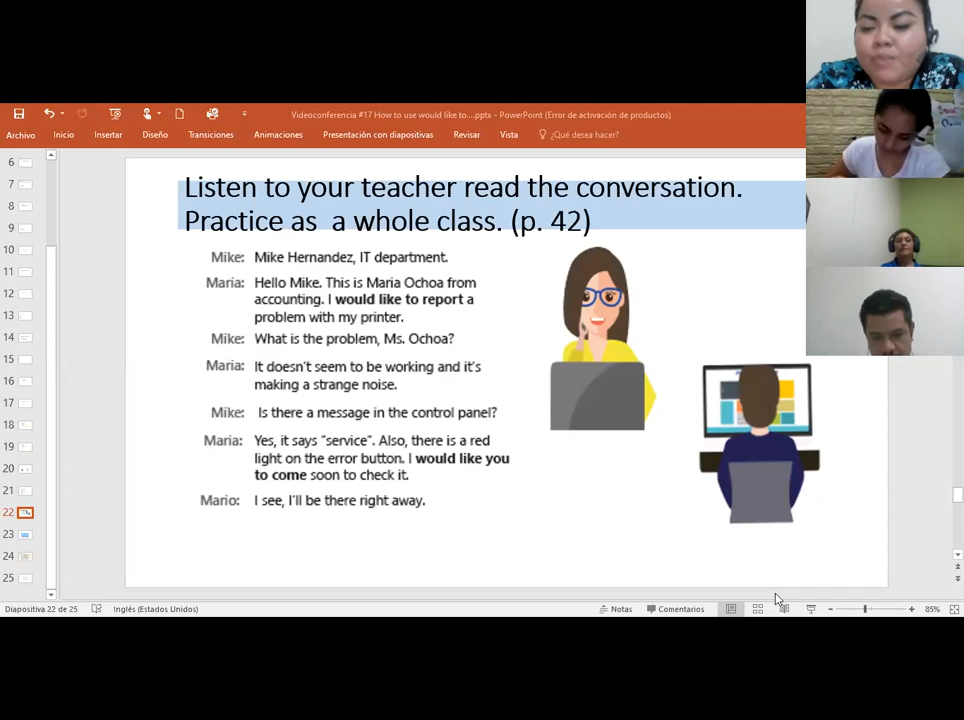 Videoconferencia #17 How to use would like to....pptx - PowerPoint (Error de activación de productos)
Archivo Inicio Insertar Diseño Transiciones Animaciones Presentación con diapositivas Revisar Vista ¿Qué desea hacer?
6
7
8
9
10
11
12
13
14
15
16
17
18
19
20
21
22
23
24
25
Listen to your teacher read the conversation.
Practice as a whole class. (p. 42)
Mike: Mike Hernandez, IT department.
Maria: Hello Mike. This is Maria Ochoa from
accounting. I would like to report a
problem with my printer.
Mike: What is the problem, Ms. Ochoa?
Maria: It doesn't seem to be working and it's
making a strange noise.
Mike: Is there a message in the control panel?
Maria: Yes, it says "service". Also, there is a red
light on the error button. I would like you
to come soon to check it.
Mario: I see, I'll be there right away.
Diapositiva 22 de 25 Inglés (Estados Unidos) Notas Comentarios 85%